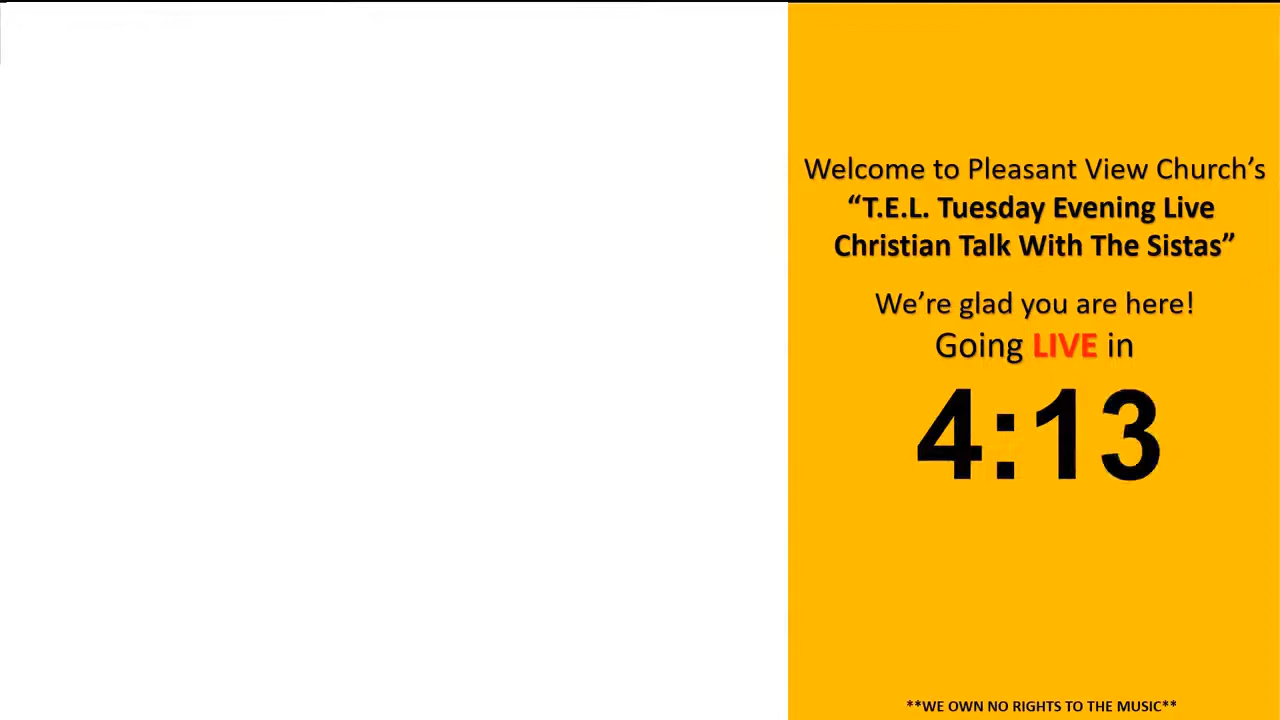 Welcome to Pleasant View Church’s
“T.E.L. Tuesday Evening Live
Christian Talk With The Sistas”
We’re glad you are here!
Going LIVE in
4:13
**WE OWN NO RIGHTS TO THE MUSIC**